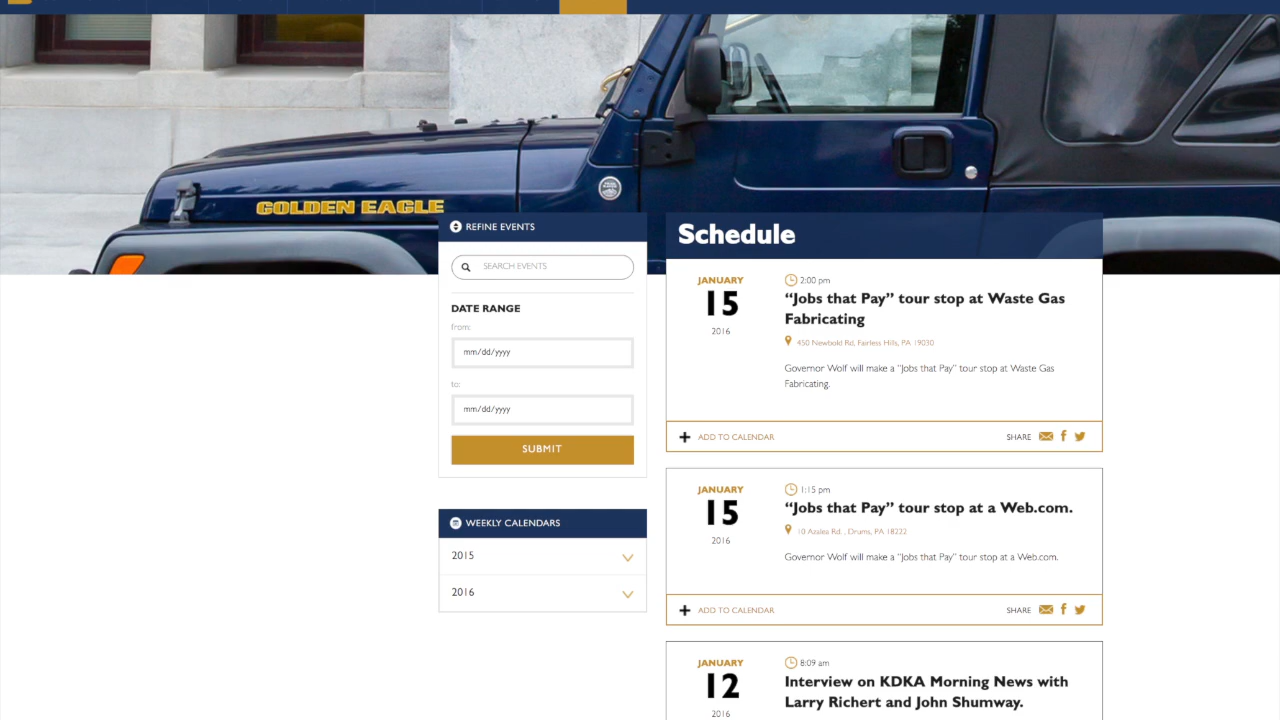 GOLDEN EAGLE
REFINE EVENTS
SEARCH EVENTS
DATE RANGE
from:
mm/dd/yyyy
to:
mm/dd/yyyy
SUBMIT
WEEKLY CALENDARS
2015
2016
Schedule
JANUARY
15
2016
2:00 pm
“Jobs that Pay” tour stop at Waste Gas
Fabricating
450 Newbold Rd, Fairless Hills, PA 19030
Governor Wolf will make a “Jobs that Pay” tour stop at Waste Gas
Fabricating.
ADD TO CALENDAR
SHARE
JANUARY
15
2016
1:15 pm
“Jobs that Pay” tour stop at a Web.com.
10 Azalea Rd. , Drums, PA 18222
Governor Wolf will make a “Jobs that Pay” tour stop at a Web.com.
ADD TO CALENDAR
SHARE
JANUARY
12
2016
8:09 am
Interview on KDKA Morning News with
Larry Richert and John Shumway.